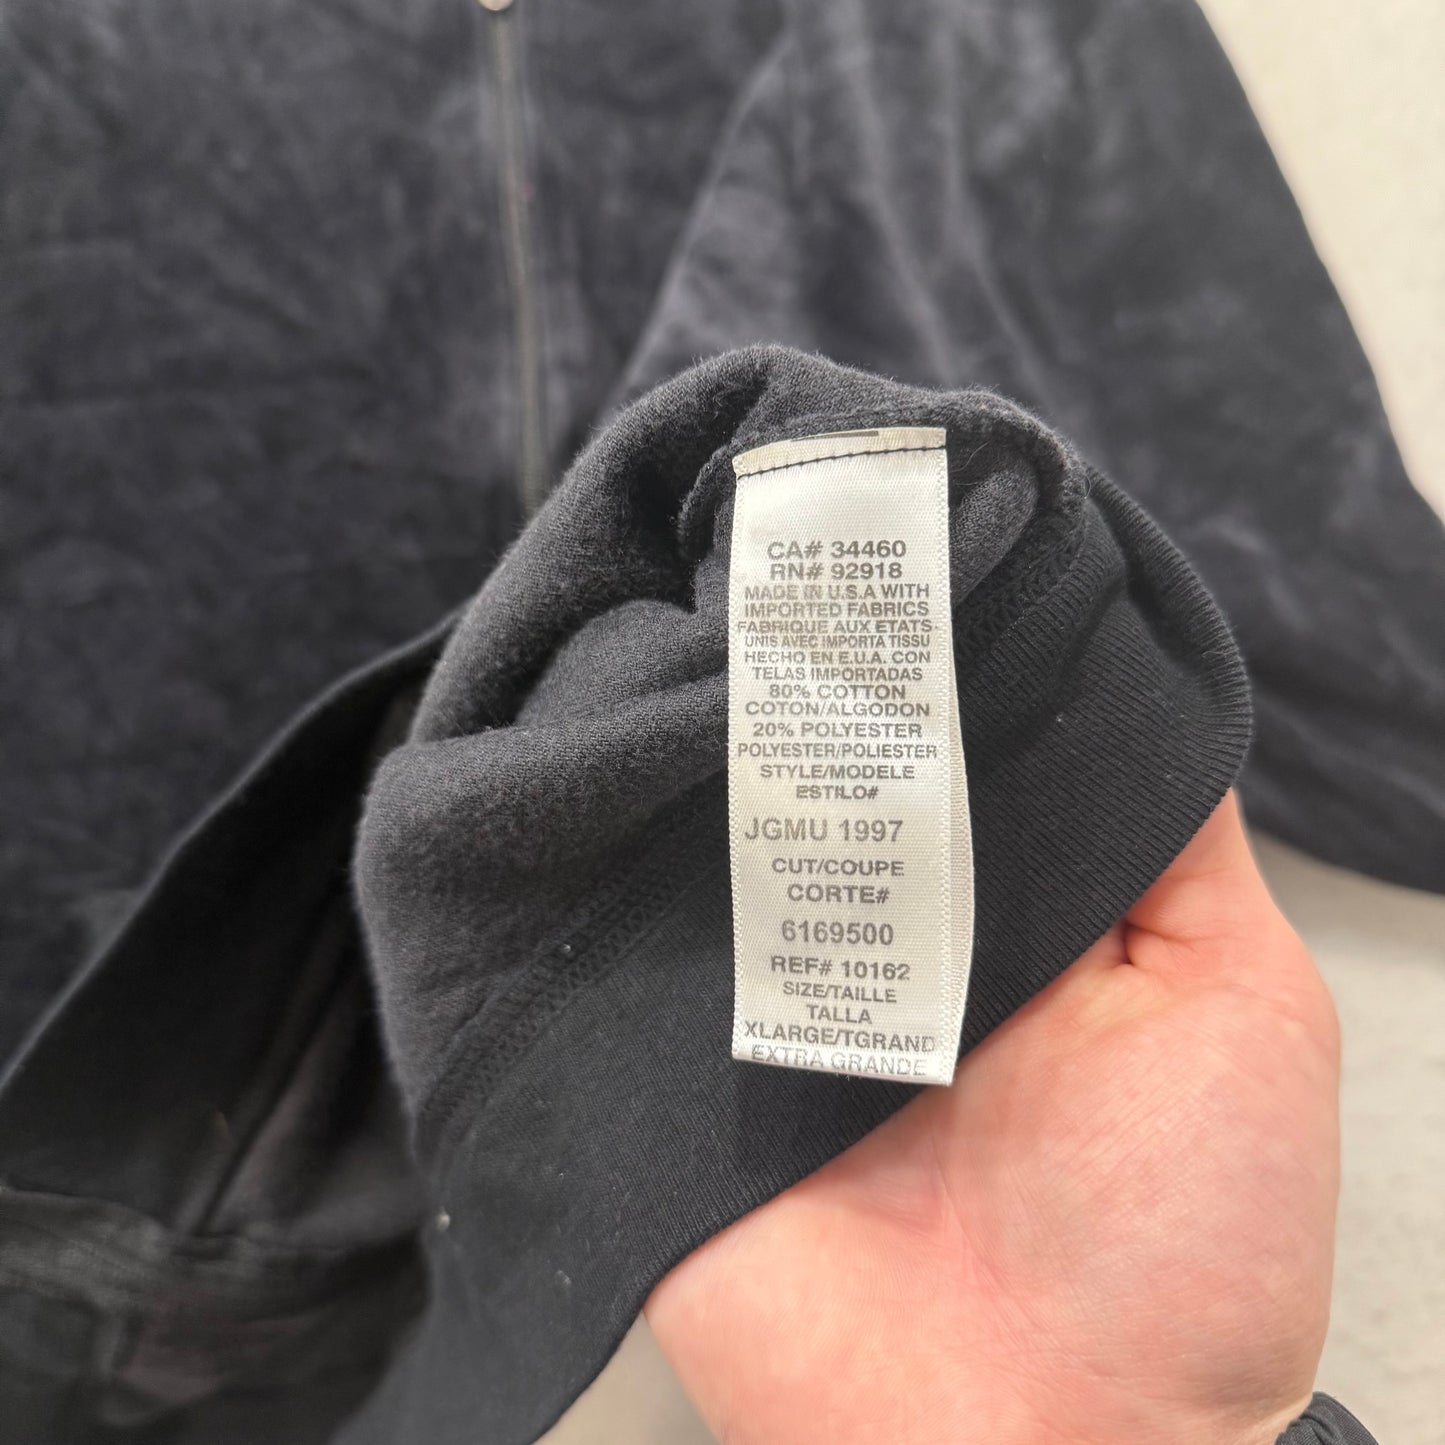 CA# 34460
RN# 92918
MADE IN U.S.A WITH
IMPORTED FABRICS
FABRIQUE AUX ETATS-
UNIS AVEC IMPORTA TISSU
HECHO EN E.U.A. CON
TELAS IMPORTADAS
80% COTTON
COTON/ALGODON
20% POLYESTER
POLYESTER/POLIESTER
STYLE/MODELE
ESTILO#
JGMU 1997
CUT/COUPE
CORTE#
6169500
REF# 10162
SIZE/TAILLE
TALLA
XLARGE/TGRAND
EXTRA GRANDE